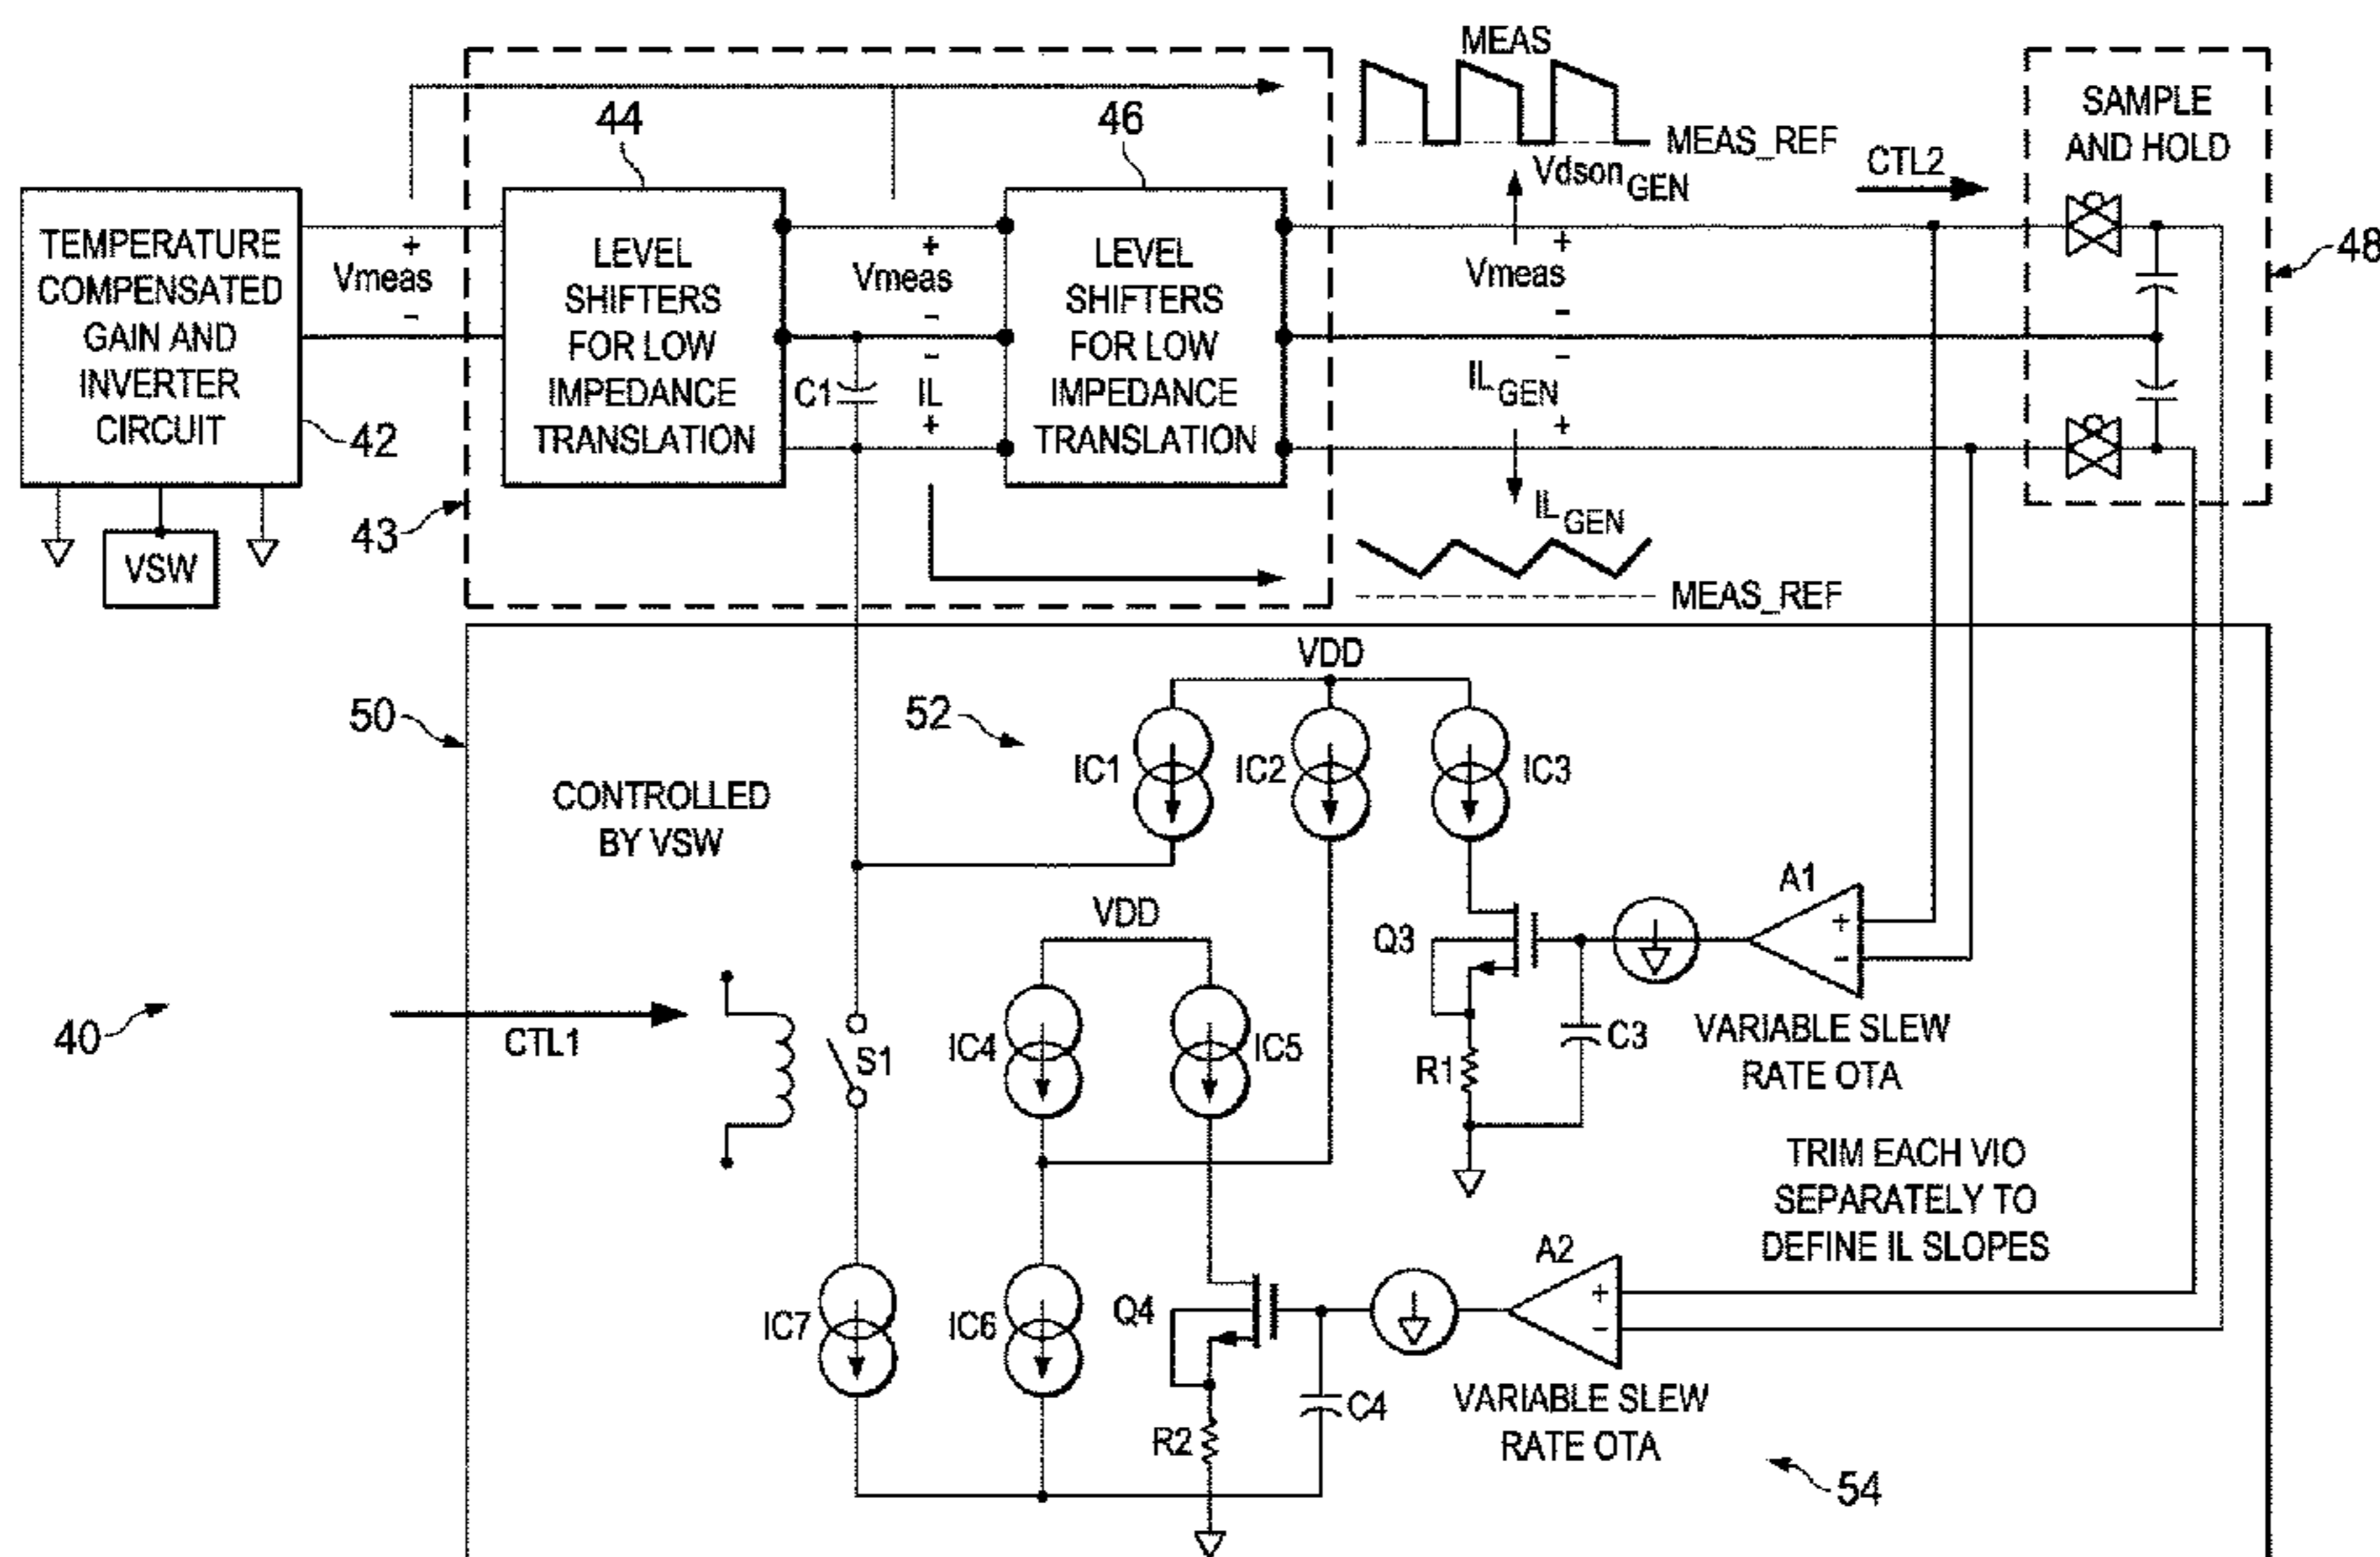 MEAS
44
46
MEAS_REF
Vdson GEN
CTL2
SAMPLE
AND HOLD
48
TEMPERATURE
COMPENSATED
GAIN AND
INVERTER
CIRCUIT
42
+
Vmeas
-
LEVEL
SHIFTERS
FOR LOW
IMPEDANCE
TRANSLATION
+
Vmeas
-
-
IL
+
C1
LEVEL
SHIFTERS
FOR LOW
IMPEDANCE
TRANSLATION
+
Vmeas
-
-
IL GEN
+
IL GEN
MEAS_REF
VSW
43
50
52
VDD
IC1
IC2
IC3
CONTROLLED
BY VSW
VDD
Q3
A1
+
-
40
CTL1
S1
IC4
IC5
R1
C3
VARIABLE SLEW
RATE OTA
TRIM EACH VIO
SEPARATELY TO
DEFINE IL SLOPES
IC7
IC6
Q4
A2
+
-
R2
C4
VARIABLE SLEW
RATE OTA
54